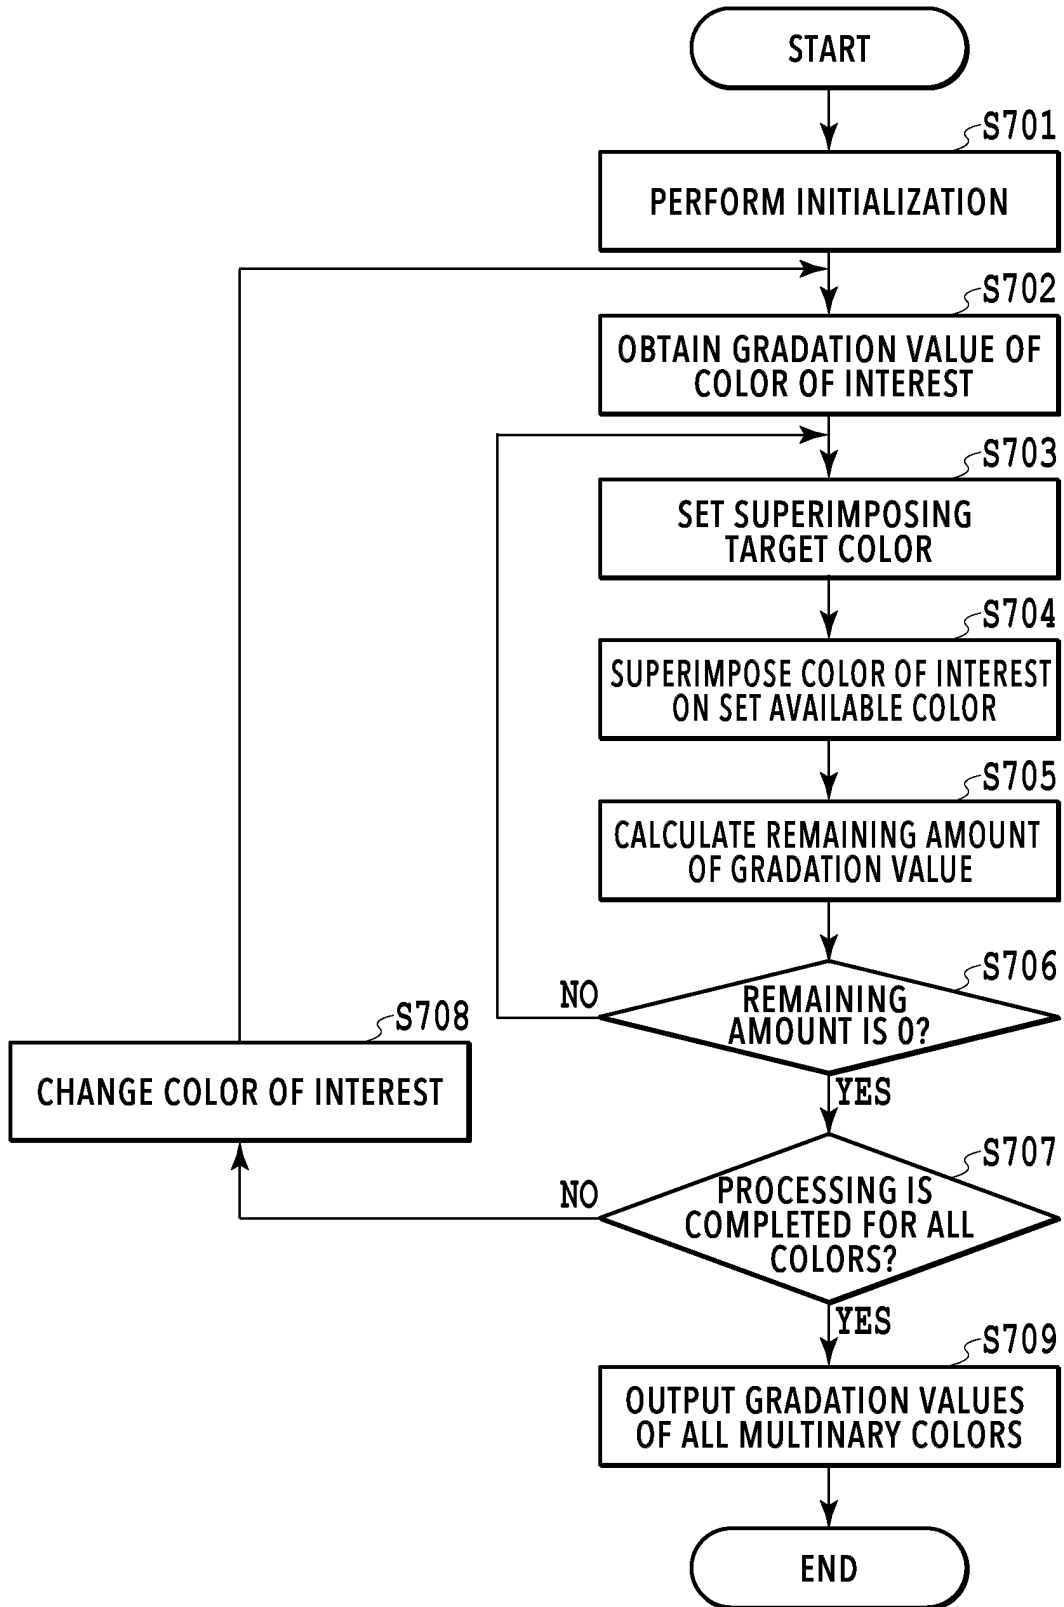 START
S701
PERFORM INITIALIZATION
S702
OBTAIN GRADATION VALUE OF
COLOR OF INTEREST
S703
SET SUPERIMPOSING
TARGET COLOR
S704
SUPERIMPOSE COLOR OF INTEREST
ON SET AVAILABLE COLOR
S705
CALCULATE REMAINING AMOUNT
OF GRADATION VALUE
S706
REMAINING
AMOUNT IS 0?
NO
YES
S708
CHANGE COLOR OF INTEREST
S707
PROCESSING IS
COMPLETED FOR ALL
COLORS?
NO
YES
S709
OUTPUT GRADATION VALUES
OF ALL MULTINARY COLORS
END